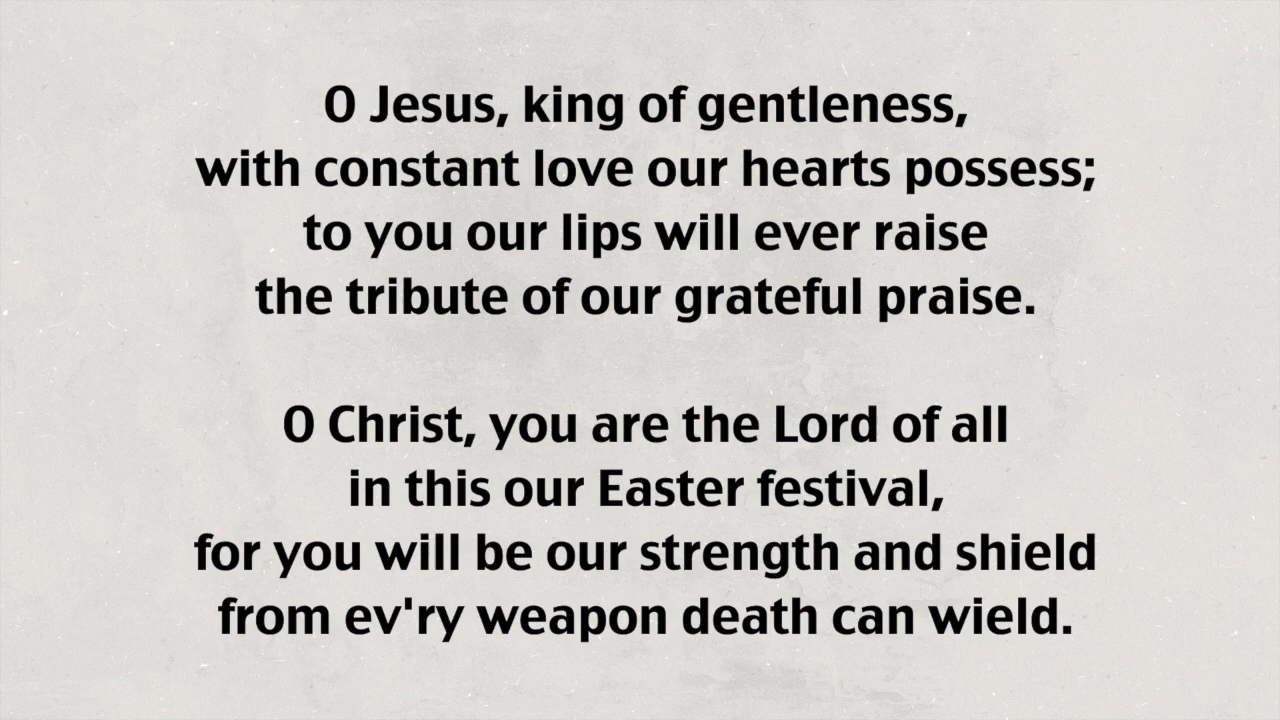 O Jesus, king of gentleness,
with constant love our hearts possess;
to you our lips will ever raise
the tribute of our grateful praise.
O Christ, you are the Lord of all
in this our Easter festival,
for you will be our strength and shield
from ev'ry weapon death can wield.